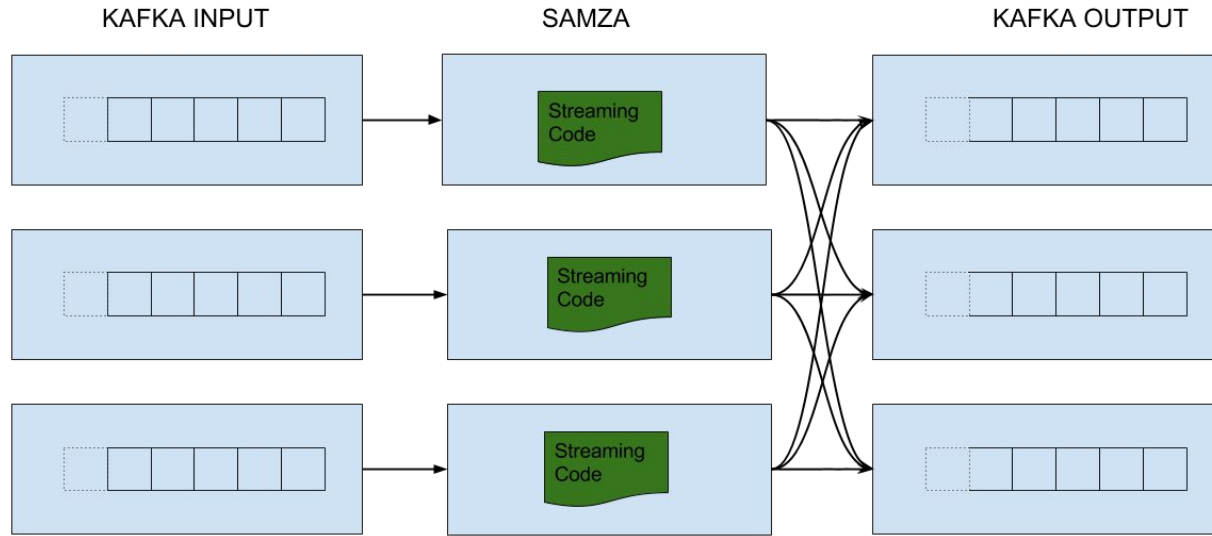 KAFKA INPUT
SAMZA
KAFKA OUTPUT
Streaming
Code
Streaming
Code
Streaming
Code